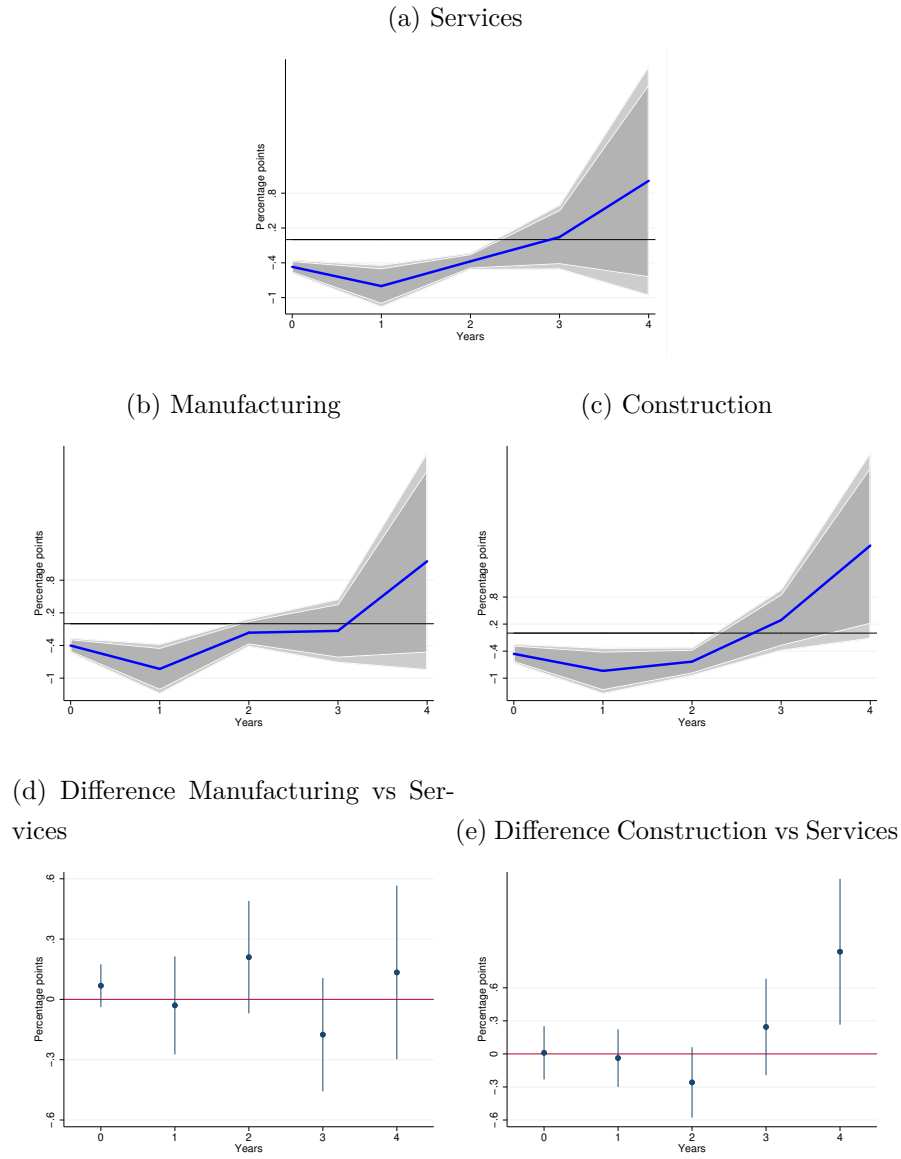 (a) Services
Percentage points
.8
.2
-.4
-1
0 1 2 3 4
Years
(b) Manufacturing
Percentage points
.8
.2
-.4
-1
0 1 2 3 4
Years
(c) Construction
Percentage points
.8
.2
-.4
-1
0 1 2 3 4
Years
(d) Difference Manufacturing vs Ser-
vices
Percentage points
.6
.3
0
-.3
-.6
0 1 2 3 4
Years
(e) Difference Construction vs Services
Percentage points
.6
.3
0
-.3
-.6
0 1 2 3 4
Years